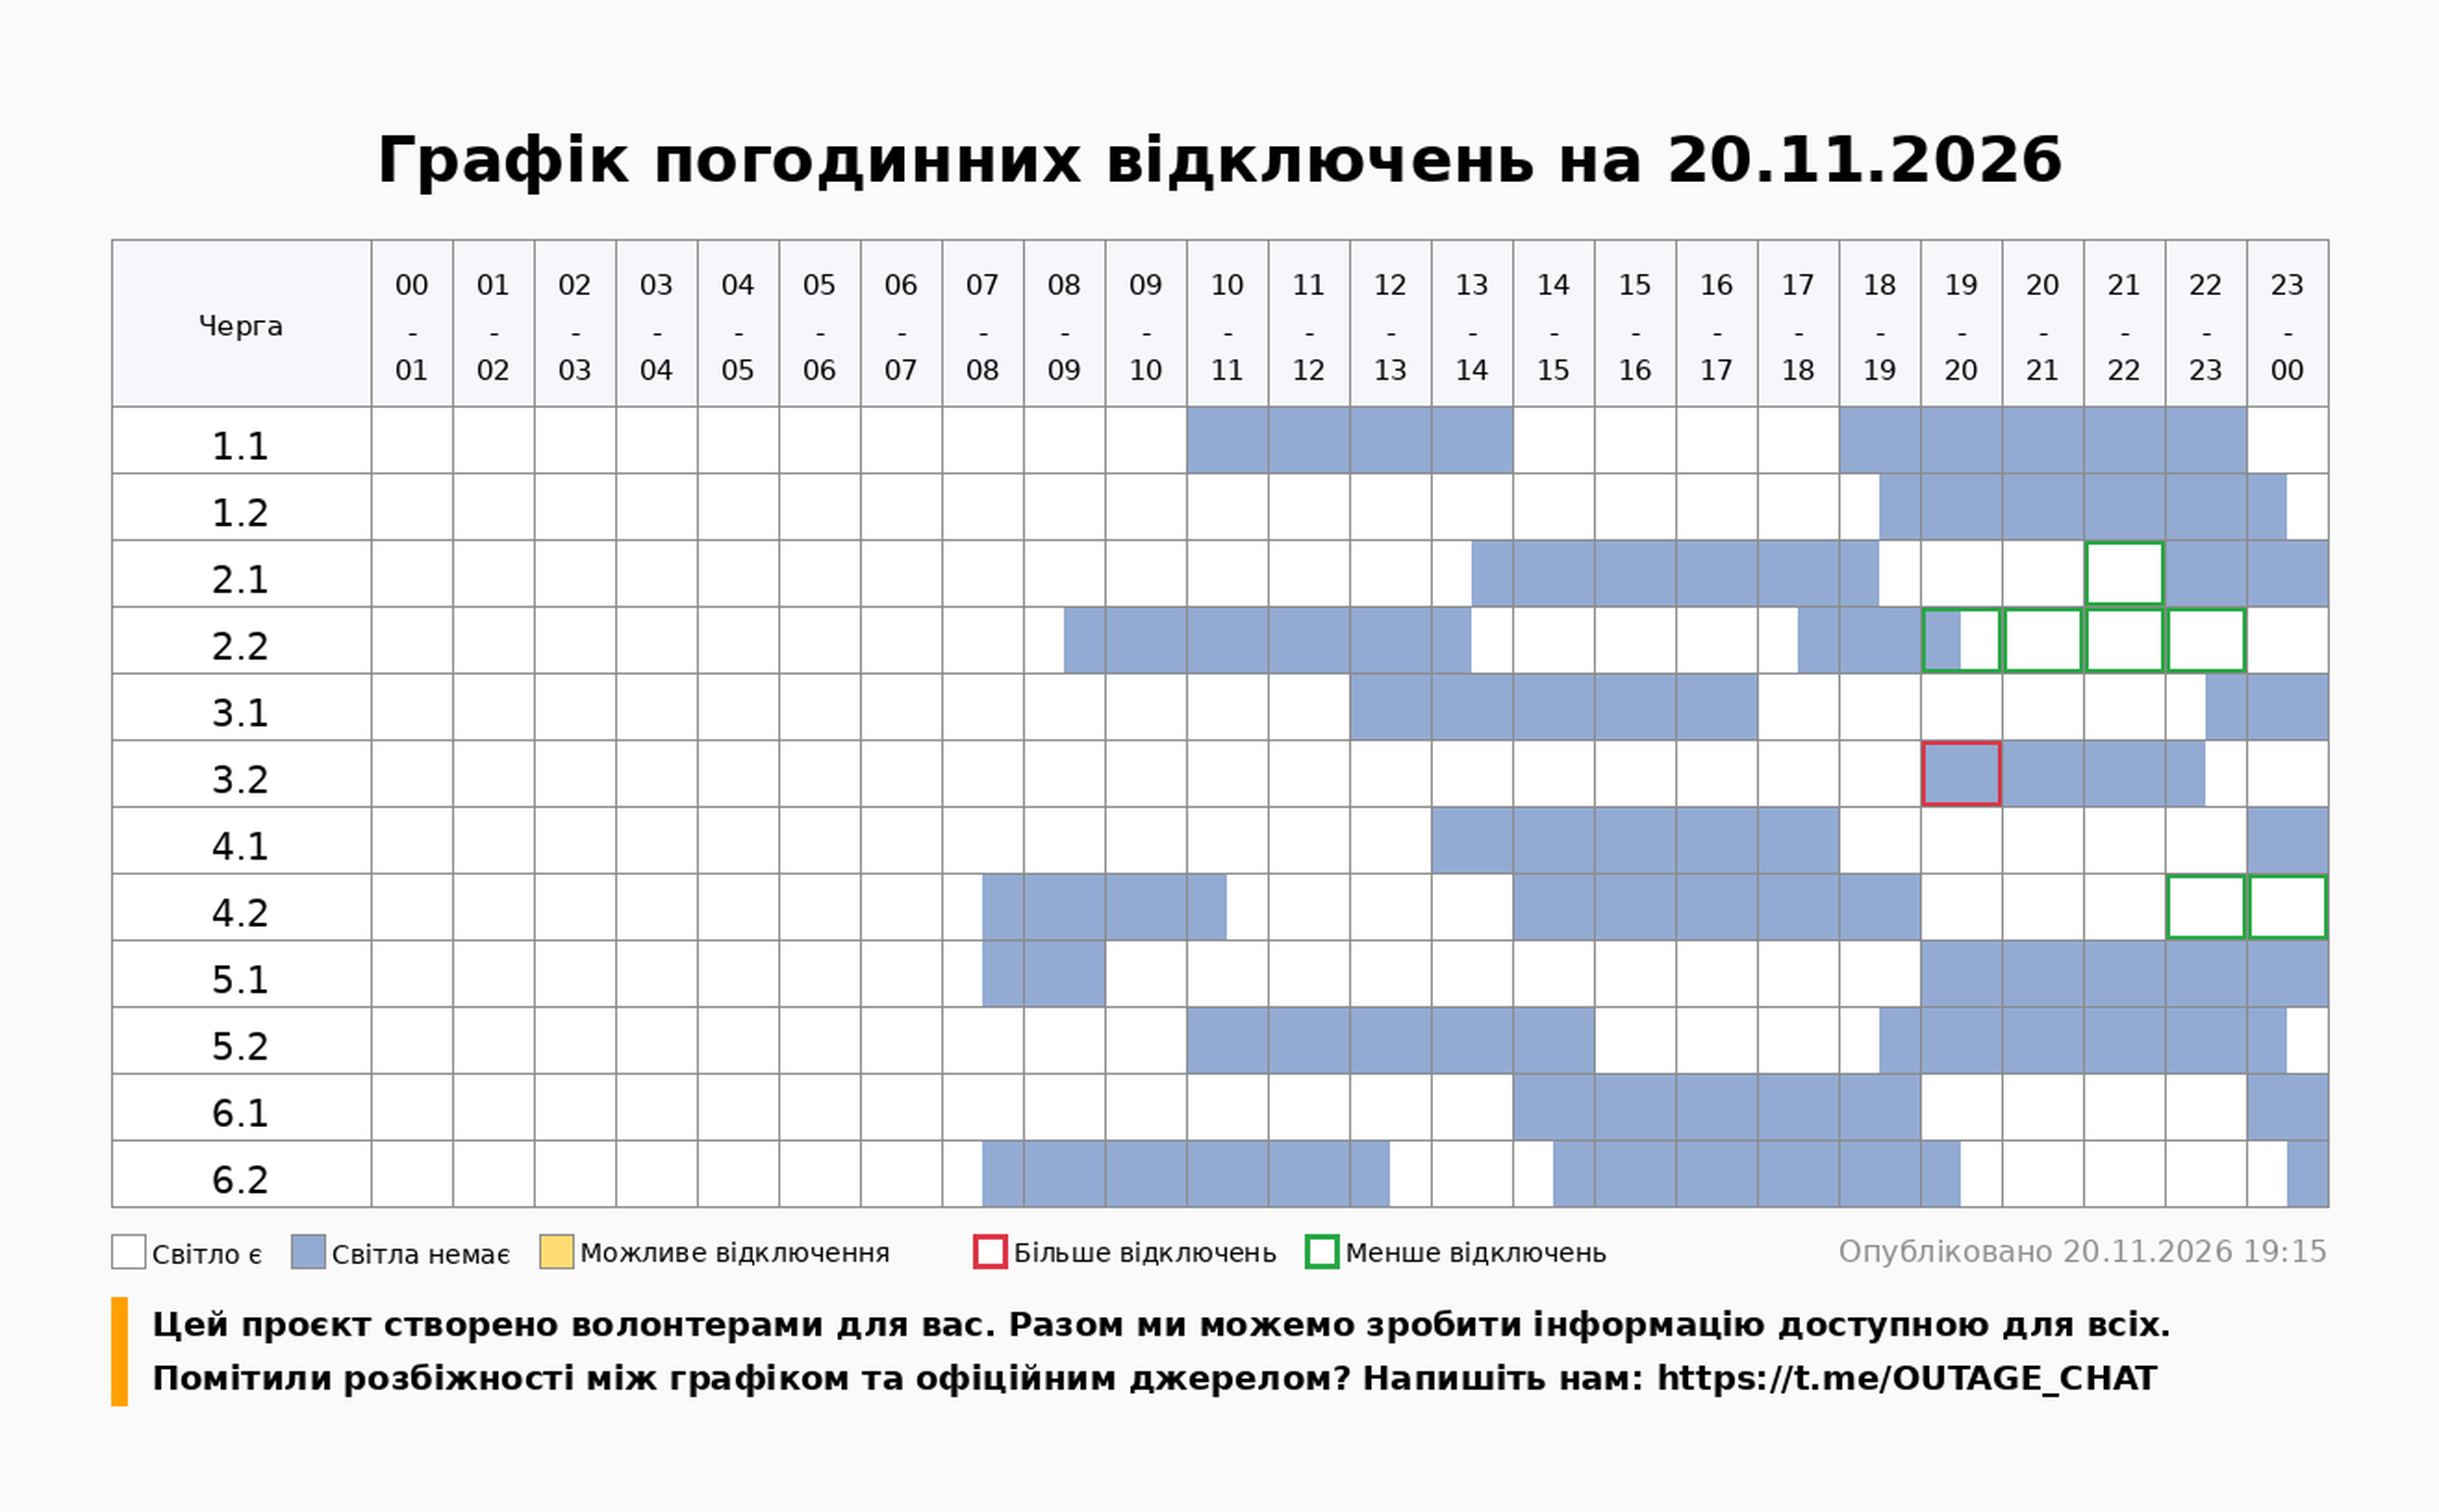 Графік погодинних відключень на 20.11.2026
Черга 00 - 01 01 - 02 02 - 03 03 - 04 04 - 05 05 - 06 06 - 07 07 - 08 08 - 09 09 - 10 10 - 11 11 - 12 12 - 13 13 - 14 14 - 15 15 - 16 16 - 17 17 - 18 18 - 19 19 - 20 20 - 21 21 - 22 22 - 23 23 - 00
1.1
1.2
2.1
2.2
3.1
3.2
4.1
4.2
5.1
5.2
6.1
6.2
Світло є Світла немає Можливе відключення Більше відключень Менше відключень Опубліковано 20.11.2026 19:15
Цей проєкт створено волонтерами для вас. Разом ми можемо зробити інформацію доступною для всіх.
Помітили розбіжності між графіком та офіційним джерелом? Напишіть нам: https://t.me/OUTAGE_CHAT